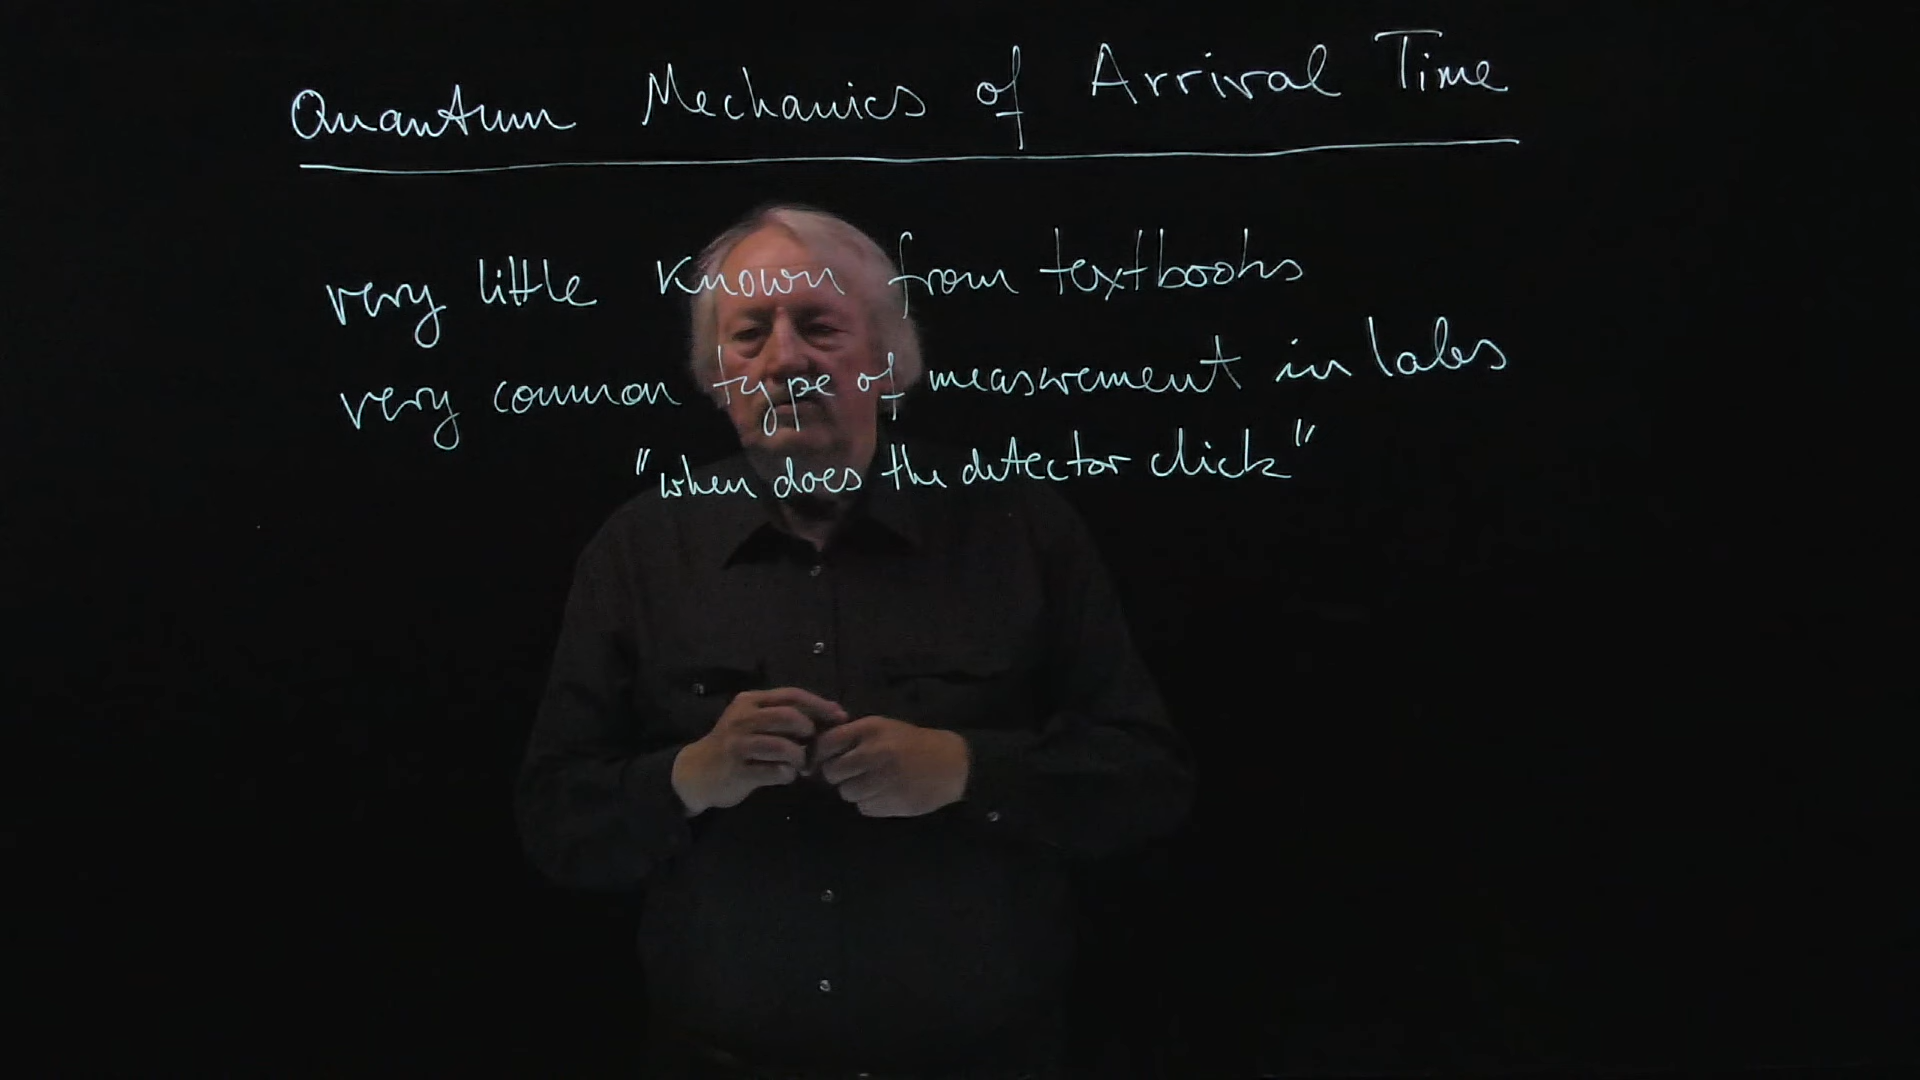 Quantum Mechanics of Arrival Time
very little known from textbooks
very common type of measurement in labs
"when does the detector click"